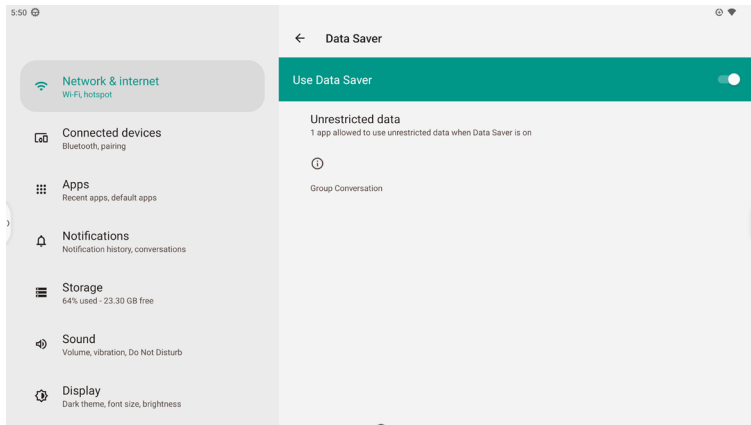 5:50
Network & internet
Wi-Fi, hotspot
Connected devices
Bluetooth, pairing
Apps
Recent apps, default apps
Notifications
Notification history, conversations
Storage
64% used - 23.30 GB free
Sound
Volume, vibration, Do Not Disturb
Display
Dark theme, font size, brightness
Data Saver
Use Data Saver
Unrestricted data
1 app allowed to use unrestricted data when Data Saver is on
Group Conversation